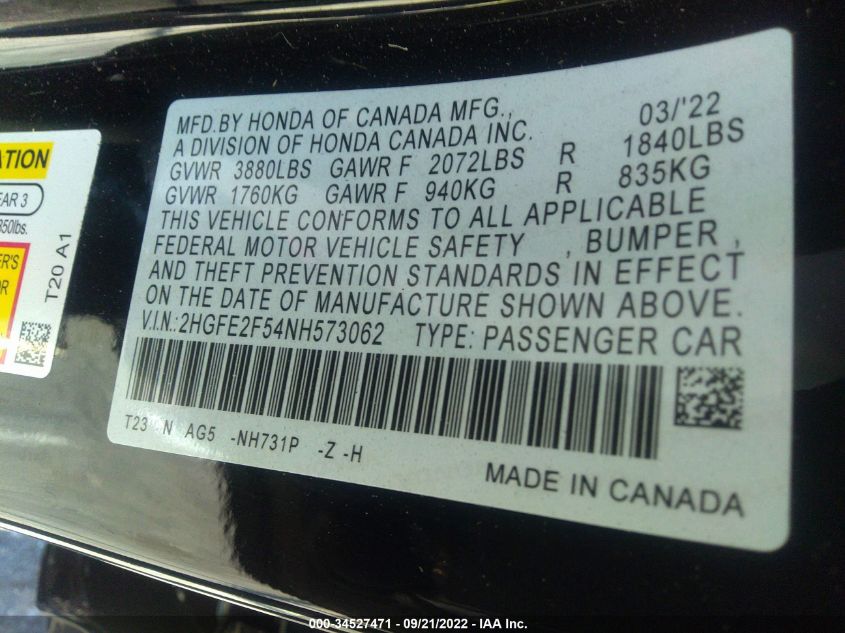 MFD. BY HONDA OF CANADA MFG., 03/'22
A DIVISION OF HONDA CANADA INC.
GVWR 3880LBS GAWR F 2072LBS R 1840LBS
GVWR 1760KG GAWR F 940KG R 835KG
THIS VEHICLE CONFORMS TO ALL APPLICABLE
FEDERAL MOTOR VEHICLE SAFETY , BUMPER ,
AND THEFT PREVENTION STANDARDS IN EFFECT
ON THE DATE OF MANUFACTURE SHOWN ABOVE.
V.I.N.:2HGFE2F54NH573062 TYPE: PASSENGER CAR
T23 N AG5 -NH731P -Z -H
MADE IN CANADA
T20 A1
000-34527471 - 09/21/2022 - IAA Inc.